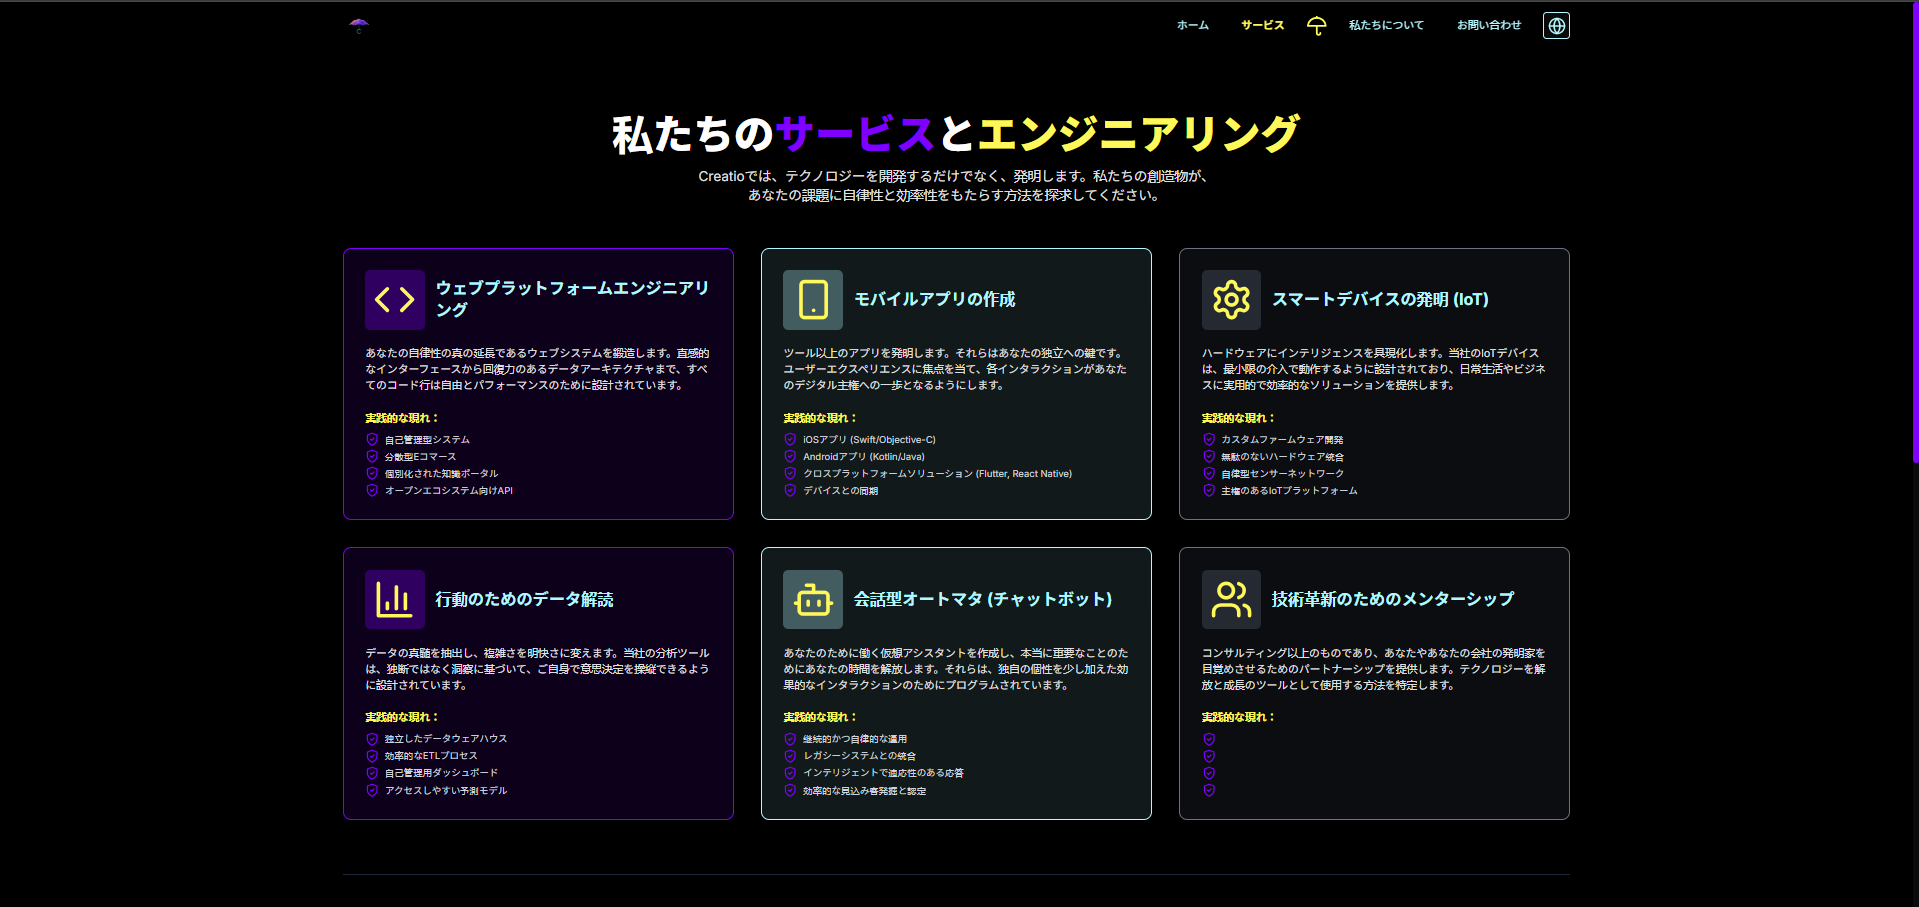 C
ホーム
サービス
私たちについて
お問い合わせ
私たちのサービスとエンジニアリング
Creatioでは、テクノロジーを開発するだけでなく、発明します。私たちの創造物が、
あなたの課題に自律性と効率性をもたらす方法を探求してください。
ウェブプラットフォームエンジニアリ
ング
あなたの自律性の真の延長であるウェブシステムを鍛造します。直感的
なインターフェースから回復力のあるデータアーキテクチャまで、すべ
てのコード行は自由とパフォーマンスのために設計されています。
実践的な現れ：
自己管理型システム
分散型Eコマース
個別化された知識ポータル
オープンエコシステム向けAPI
モバイルアプリの作成
ツール以上のアプリを発明します。それらはあなたの独立への鍵です。
ユーザーエクスペリエンスに焦点を当て、各インタラクションがあなた
のデジタル主権への一歩となるようにします。
実践的な現れ：
iOSアプリ (Swift/Objective-C)
Androidアプリ (Kotlin/Java)
クロスプラットフォームソリューション (Flutter, React Native)
デバイスとの同期
スマートデバイスの発明 (IoT)
ハードウェアにインテリジェンスを具現化します。当社のIoTデバイス
は、最小限の介入で動作するように設計されており、日常生活やビジネ
スに実用的で効率的なソリューションを提供します。
実践的な現れ：
カスタムファームウェア開発
無駄のないハードウェア統合
自律型センサーネットワーク
主権のあるIoTプラットフォーム
行動のためのデータ解読
データの真髄を抽出し、複雑さを明快さに変えます。当社の分析ツール
は、独断ではなく洞察に基づいて、ご自身で意思決定を操縦できるよう
に設計されています。
実践的な現れ：
独立したデータウェアハウス
効率的なETLプロセス
自己管理用ダッシュボード
アクセスしやすい予測モデル
会話型オートマタ (チャットボット)
あなたのために働く仮想アシスタントを作成し、本当に重要なことのた
めにあなたの時間を解放します。それらは、独自の個性を少し加えた効
果的なインタラクションのためにプログラムされています。
実践的な現れ：
継続的かつ自律的な運用
レガシーシステムとの統合
インテリジェントで適応性のある応答
効率的な見込み客発掘と認定
技術革新のためのメンターシップ
コンサルティング以上のものであり、あなたやあなたの会社の発明家を
目覚めさせるためのパートナーシップを提供します。テクノロジーを解
放と成長のツールとして使用する方法を特定します。
実践的な現れ：